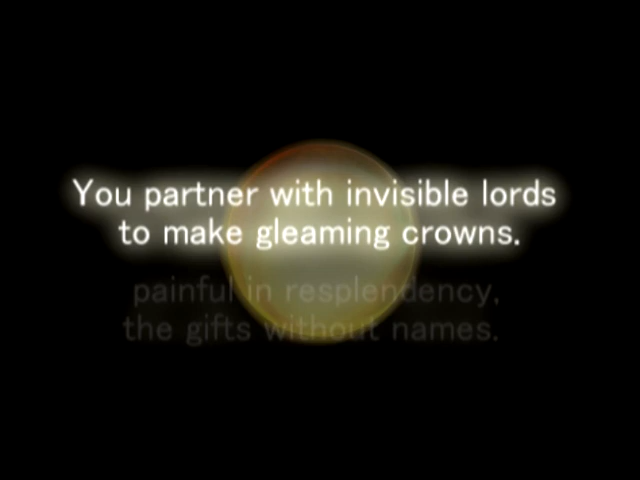 You partner with invisible lords
to make gleaming crowns.
painful in resplendency,
the gifts without names.